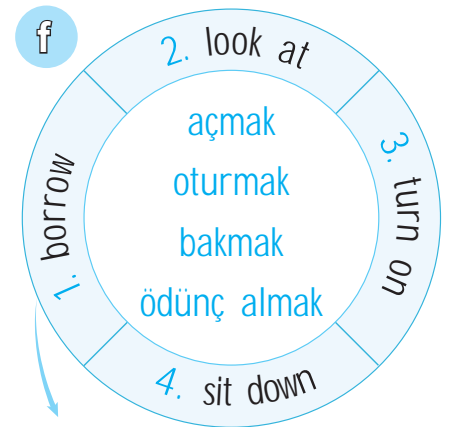 f
1. borrow
2. look at
3. turn on
4. sit down
açmak
oturmak
bakmak
ödünç almak